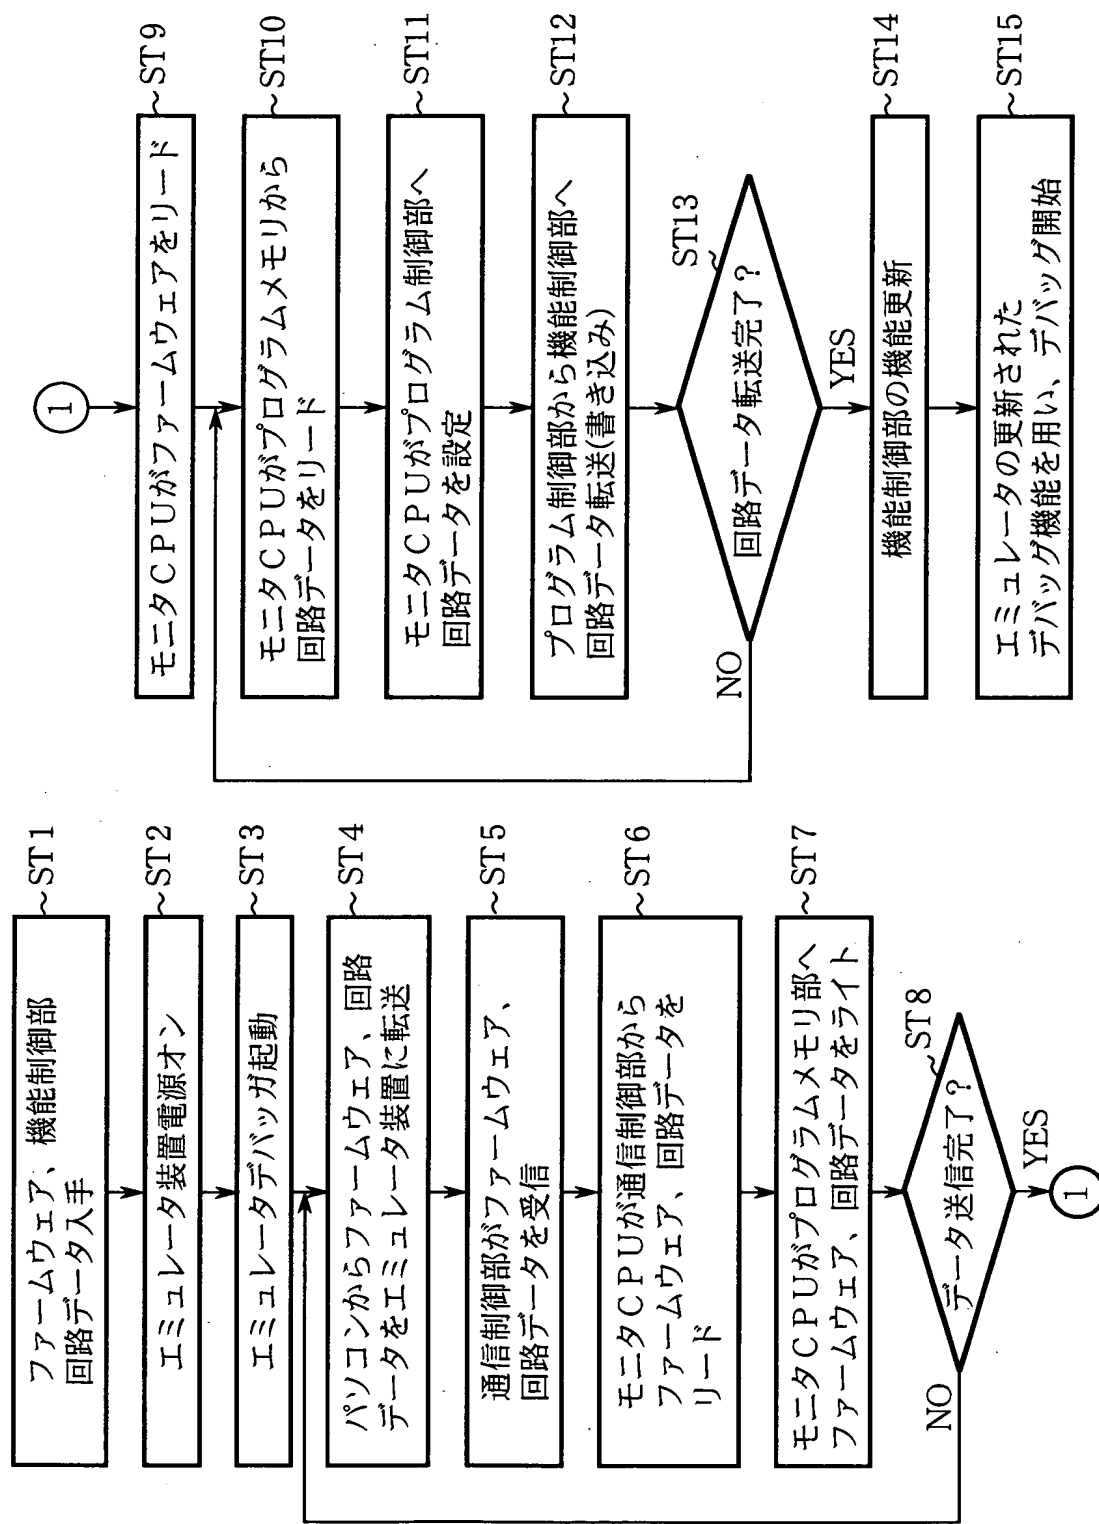 ST1
ファームウェア、機能制御部
回路データ入手
ST2
エミュレータ装置電源オン
ST3
エミュレータデバッガ起動
ST4
パソコンからファームウェア、回路
データをエミュレータ装置に転送
ST5
通信制御部がファームウェア、
回路データを受信
ST6
モニタCPUが通信制御部から
ファームウェア、回路データを
リード
ST7
モニタCPUがプログラムメモリ部へ
ファームウェア、回路データをライト
ST8
データ送信完了?
NO
YES
1
1
ST9
モニタCPUがファームウェアをリード
ST10
モニタCPUがプログラムメモリから
回路データをリード
ST11
モニタCPUがプログラム制御部へ
回路データを設定
ST12
プログラム制御部から機能制御部へ
回路データ転送(書き込み)
ST13
回路データ転送完了?
NO
YES
ST14
機能制御部の機能更新
ST15
エミュレータの更新された
デバッグ機能を用い、デバッグ開始